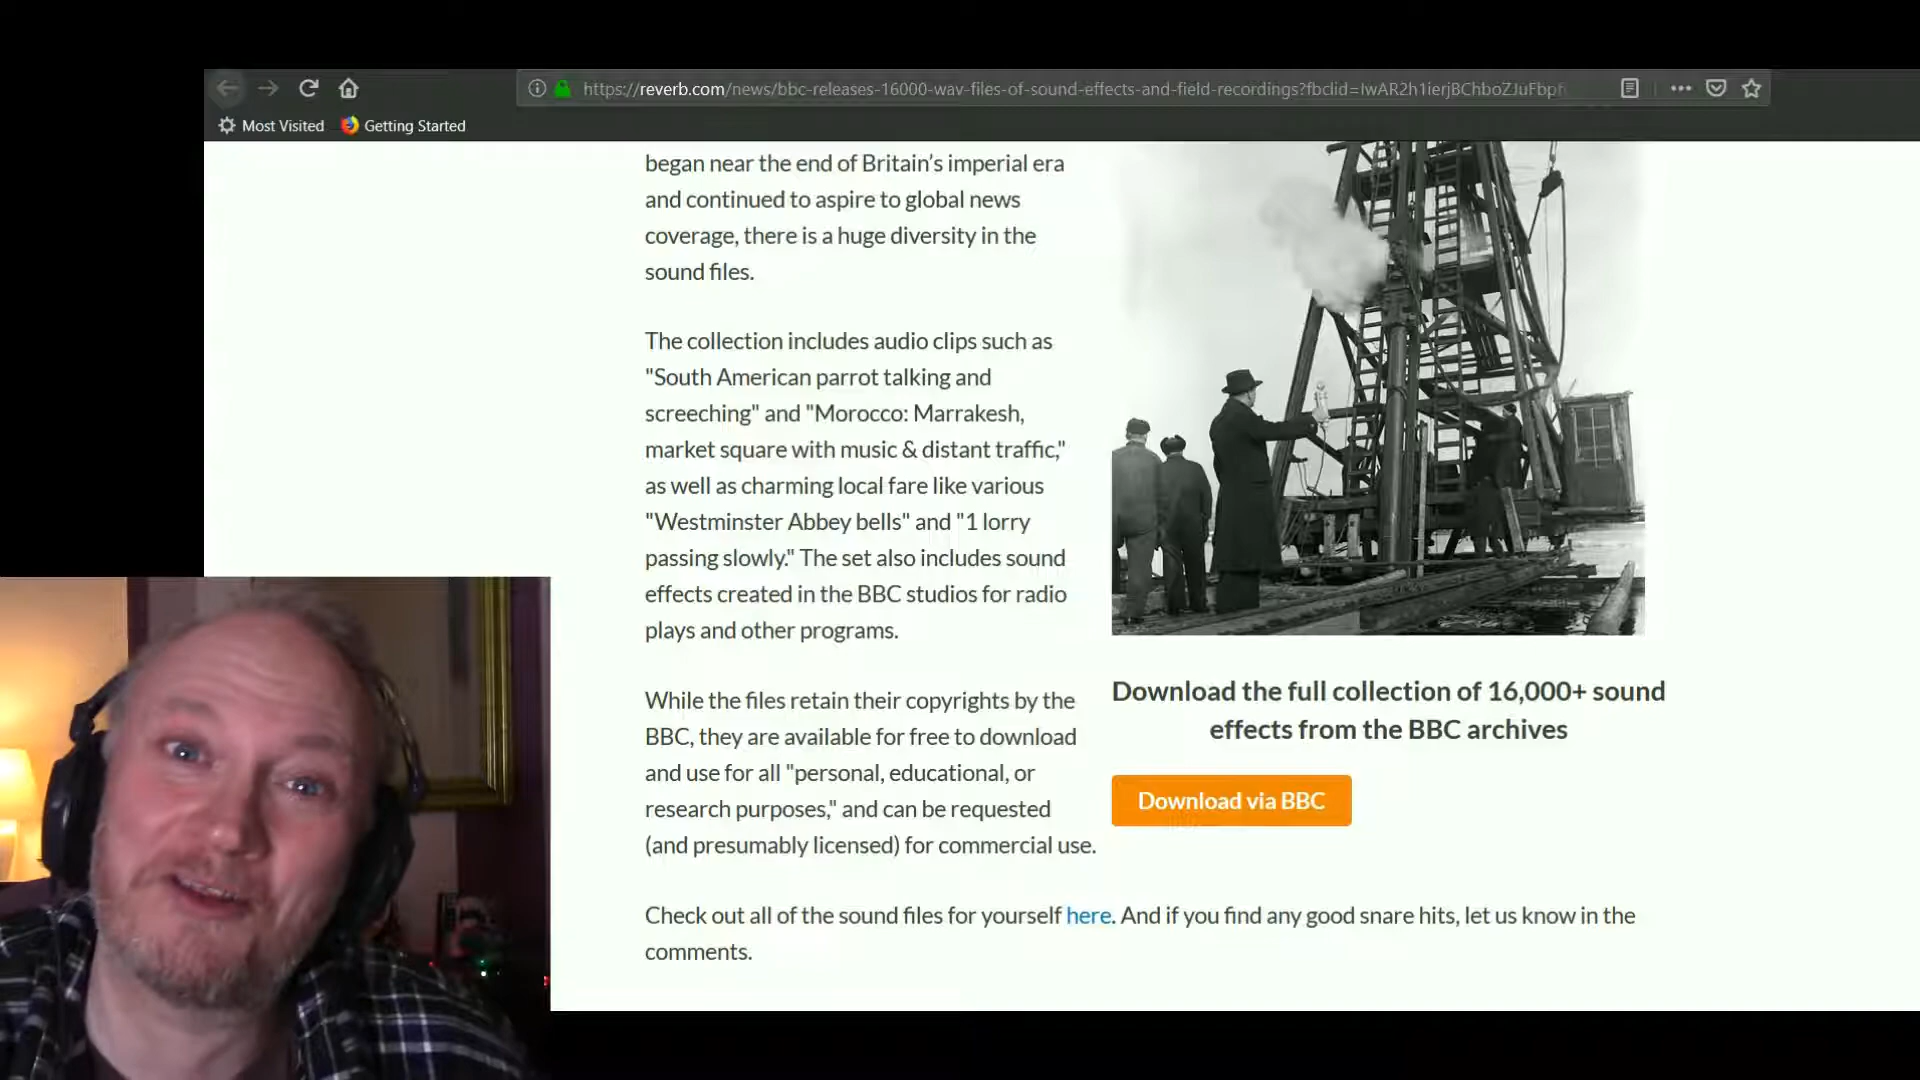 https://reverb.com/news/bbc-releases-16000-wav-files-of-sound-effects-and-field-recordings?fbclid=IwAR2h1ierjBChboZJuFbpf
Most Visited
Getting Started
began near the end of Britain’s imperial era
and continued to aspire to global news
coverage, there is a huge diversity in the
sound files.
The collection includes audio clips such as
"South American parrot talking and
screeching" and "Morocco: Marrakesh,
market square with music & distant traffic,"
as well as charming local fare like various
"Westminster Abbey bells" and "1 lorry
passing slowly." The set also includes sound
effects created in the BBC studios for radio
plays and other programs.
While the files retain their copyrights by the
BBC, they are available for free to download
and use for all "personal, educational, or
research purposes," and can be requested
(and presumably licensed) for commercial use.
Download the full collection of 16,000+ sound
effects from the BBC archives
Download via BBC
Check out all of the sound files for yourself here. And if you find any good snare hits, let us know in the
comments.